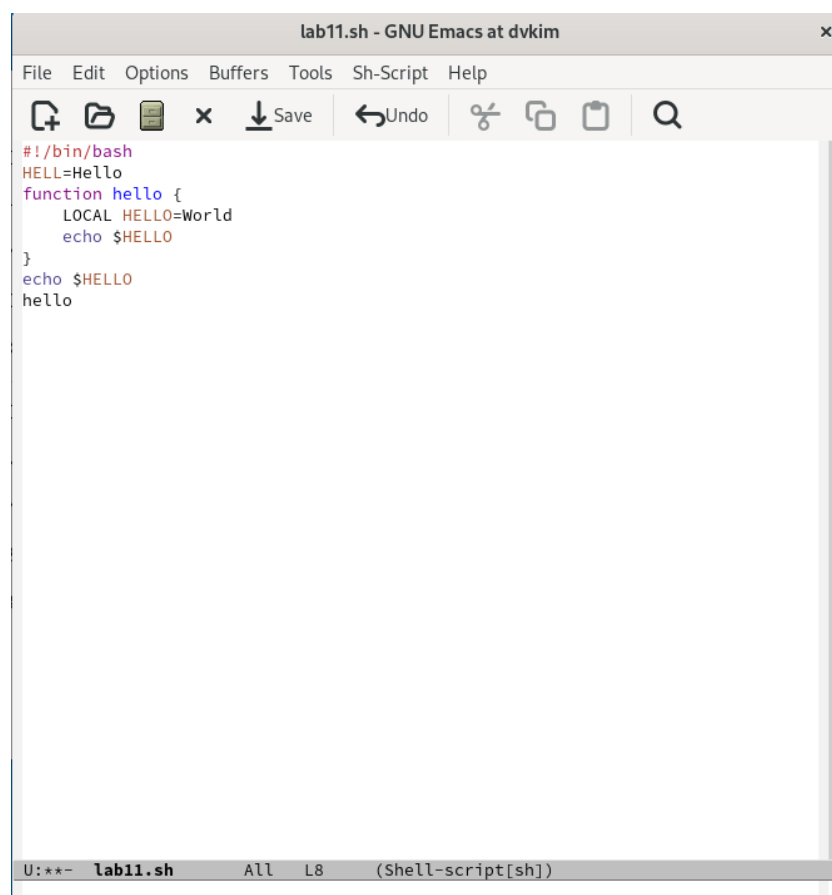 lab11.sh - GNU Emacs at dvkim ×
File Edit Options Buffers Tools Sh-Script Help
Save Undo
#!/bin/bash
HELL=Hello
function hello {
    LOCAL HELLO=World
    echo $HELLO
}
echo $HELLO
hello
U:**- lab11.sh All L8 (Shell-script[sh])